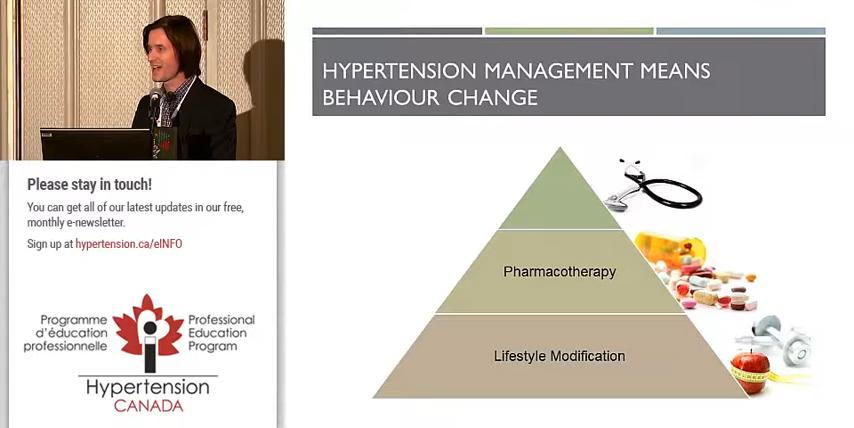 HYPERTENSION MANAGEMENT MEANS
BEHAVIOUR CHANGE
Pharmacotherapy
Lifestyle Modification
Please stay in touch!
You can get all of our latest updates in our free,
monthly e-newsletter.
Sign up at hypertension.ca/eINFO
Programme
d'éducation
professionnelle
Professional
Education
Program
Hypertension
CANADA